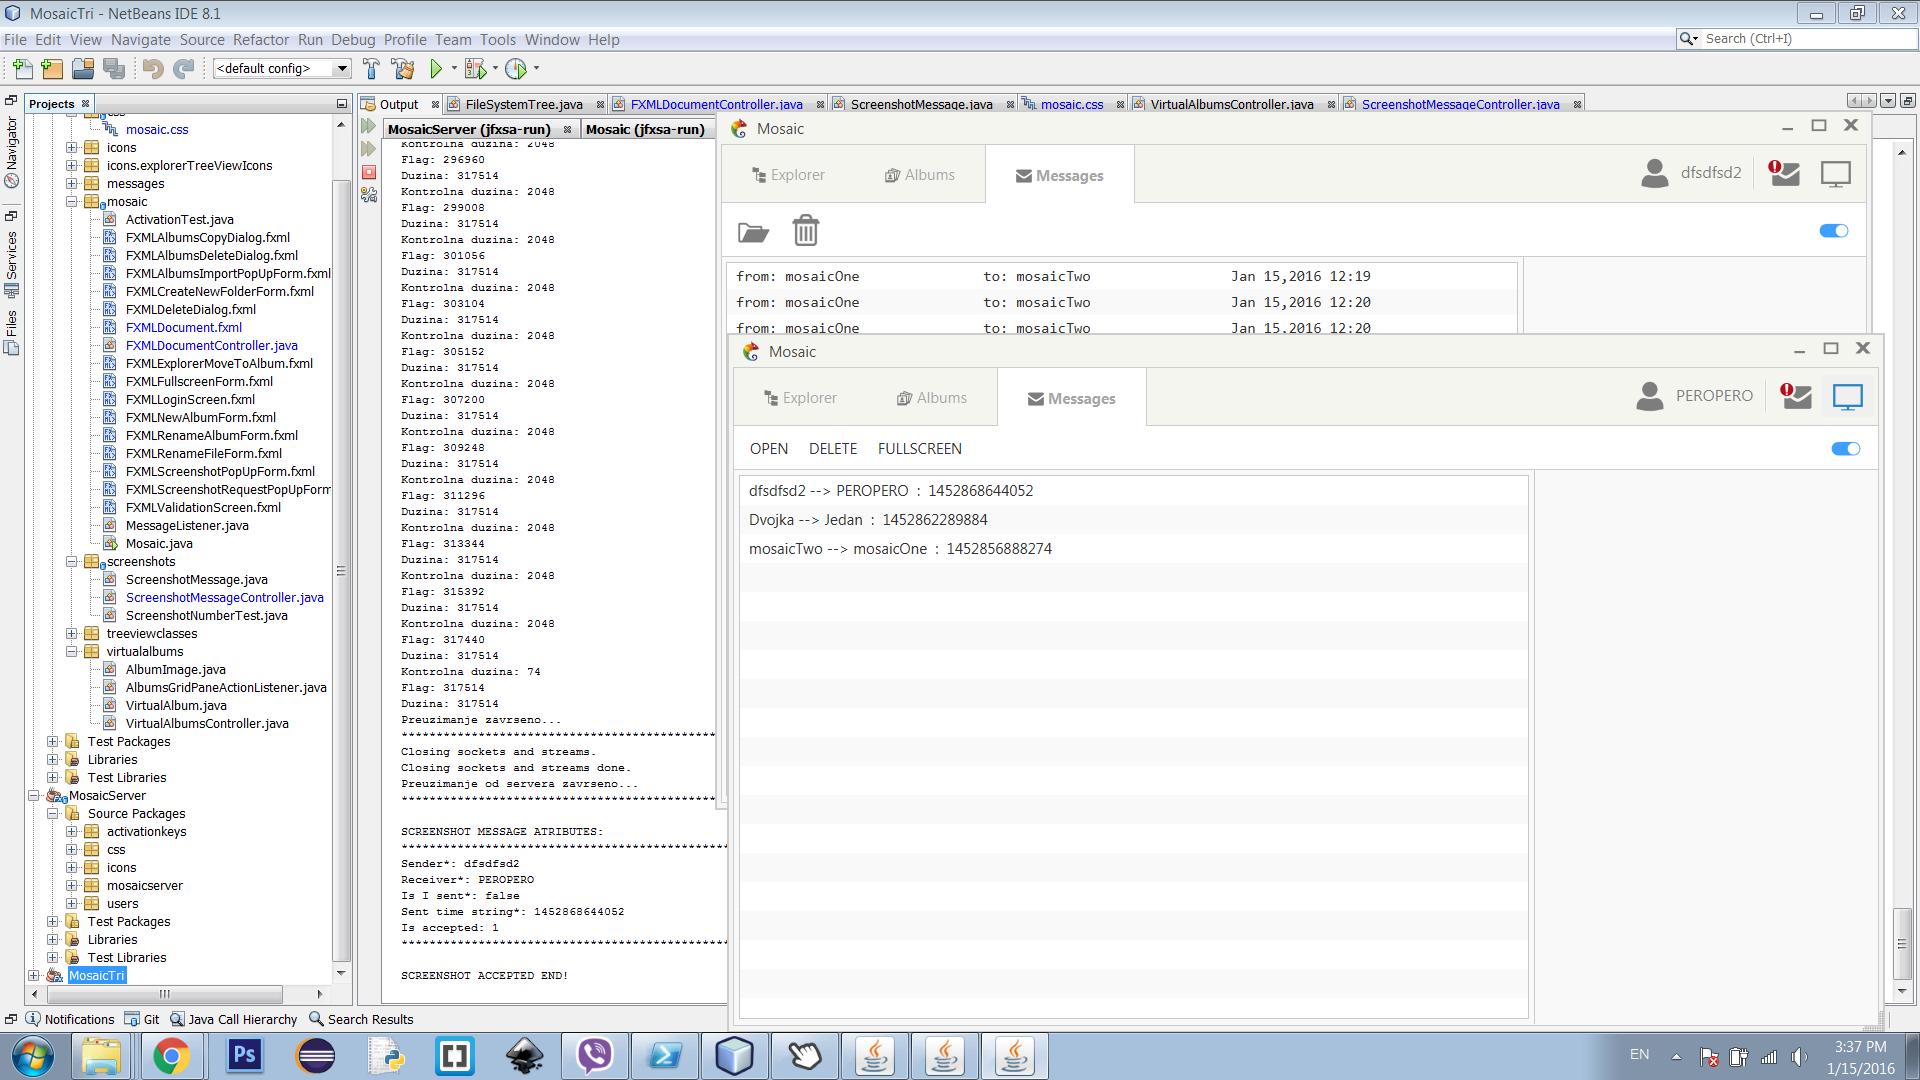 MosaicTri - NetBeans IDE 8.1
File Edit View Navigate Source Refactor Run Debug Profile Team Tools Window Help
Search (Ctrl+I)
<default config>
Projects
Navigator
Services
Files
css
mosaic.css
icons
icons.explorerTreeViewIcons
messages
mosaic
ActivationTest.java
FXMLAlbumsCopyDialog.fxml
FXMLAlbumsDeleteDialog.fxml
FXMLAlbumsImportPopUpForm.fxml
FXMLCreateNewFolderForm.fxml
FXMLDeleteDialog.fxml
FXMLDocument.fxml
FXMLDocumentController.java
FXMLExplorerMoveToAlbum.fxml
FXMLFullscreenForm.fxml
FXMLLoginScreen.fxml
FXMLNewAlbumForm.fxml
FXMLRenameAlbumForm.fxml
FXMLRenameFileForm.fxml
FXMLScreenshotPopUpForm.fxml
FXMLScreenshotRequestPopUpForm
FXMLValidationScreen.fxml
MessageListener.java
Mosaic.java
screenshots
ScreenshotMessage.java
ScreenshotMessageController.java
ScreenshotNumberTest.java
treeviewclasses
virtualalbums
AlbumImage.java
AlbumsGridPaneActionListener.java
VirtualAlbum.java
VirtualAlbumsController.java
Test Packages
Libraries
Test Libraries
MosaicServer
Source Packages
activationkeys
css
icons
mosaicserver
users
Test Packages
Libraries
Test Libraries
MosaicTri
Output FileSystemTree.java FXMLDocumentController.java ScreenshotMessage.java mosaic.css VirtualAlbumsController.java ScreenshotMessageController.java
MosaicServer (jfxsa-run) Mosaic (jfxsa-run)
Kontrolna duzina: 2048
Flag: 296960
Duzina: 317514
Kontrolna duzina: 2048
Flag: 299008
Duzina: 317514
Kontrolna duzina: 2048
Flag: 301056
Duzina: 317514
Kontrolna duzina: 2048
Flag: 303104
Duzina: 317514
Kontrolna duzina: 2048
Flag: 305152
Duzina: 317514
Kontrolna duzina: 2048
Flag: 307200
Duzina: 317514
Kontrolna duzina: 2048
Flag: 309248
Duzina: 317514
Kontrolna duzina: 2048
Flag: 311296
Duzina: 317514
Kontrolna duzina: 2048
Flag: 313344
Duzina: 317514
Kontrolna duzina: 2048
Flag: 315392
Duzina: 317514
Kontrolna duzina: 2048
Flag: 317440
Duzina: 317514
Kontrolna duzina: 74
Flag: 317514
Duzina: 317514
Preuzimanje zavrseno...
*********************************************
Closing sockets and streams.
Closing sockets and streams done.
Preuzimanje od servera zavrseno...
*********************************************
SCREENSHOT MESSAGE ATRIBUTES:
***********************************************
Sender*: dfsdfsd2
Receiver*: PEROPERO
Is I sent*: false
Sent time string*: 1452868644052
Is accepted: 1
***********************************************
SCREENSHOT ACCEPTED END!
Mosaic
Explorer Albums Messages
dfsdfsd2
from: mosaicOne to: mosaicTwo Jan 15,2016 12:19
from: mosaicOne to: mosaicTwo Jan 15,2016 12:20
from: mosaicOne to: mosaicTwo Jan 15,2016 12:20
Mosaic
Explorer Albums Messages
PEROPERO
OPEN DELETE FULLSCREEN
dfsdfsd2 --> PEROPERO : 1452868644052
Dvojka --> Jedan : 1452862289884
mosaicTwo --> mosaicOne : 1452856888274
Notifications Git Java Call Hierarchy Search Results
Ps
EN
3:37 PM
1/15/2016